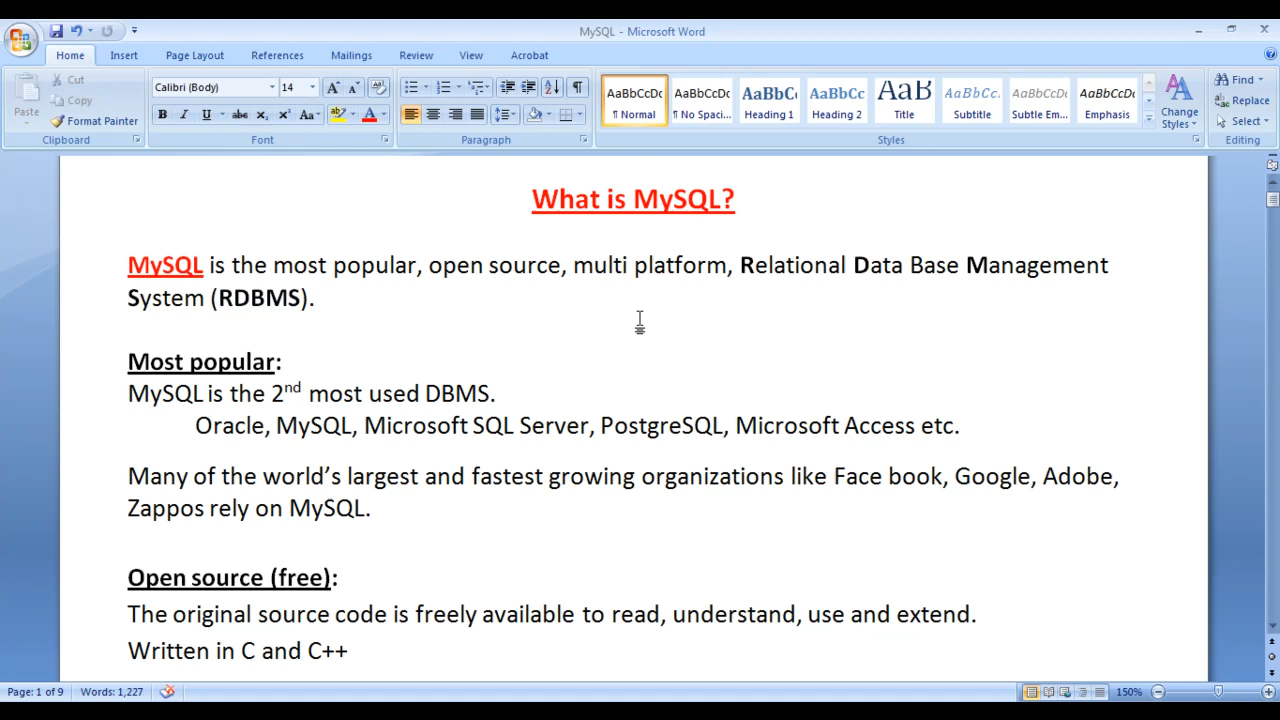 MySQL - Microsoft Word
Home Insert Page Layout References Mailings Review View Acrobat
Paste
Cut
Copy
Format Painter
Clipboard
Calibri (Body) 14
Font
Paragraph
AaBbCcDc AaBbCcDc AaBbC AaBbCc AaB AaBbCc. AaBbCcDc AaBbCcDc
¶ Normal ¶ No Spaci... Heading 1 Heading 2 Title Subtitle Subtle Em... Emphasis
Change
Styles
Styles
Find
Replace
Select
Editing
What is MySQL?
MySQL is the most popular, open source, multi platform, Relational Data Base Management
System (RDBMS).
Most popular:
MySQL is the 2nd most used DBMS.
Oracle, MySQL, Microsoft SQL Server, PostgreSQL, Microsoft Access etc.
Many of the world’s largest and fastest growing organizations like Face book, Google, Adobe,
Zappos rely on MySQL.
Open source (free):
The original source code is freely available to read, understand, use and extend.
Written in C and C++
Page: 1 of 9 Words: 1,227 150%